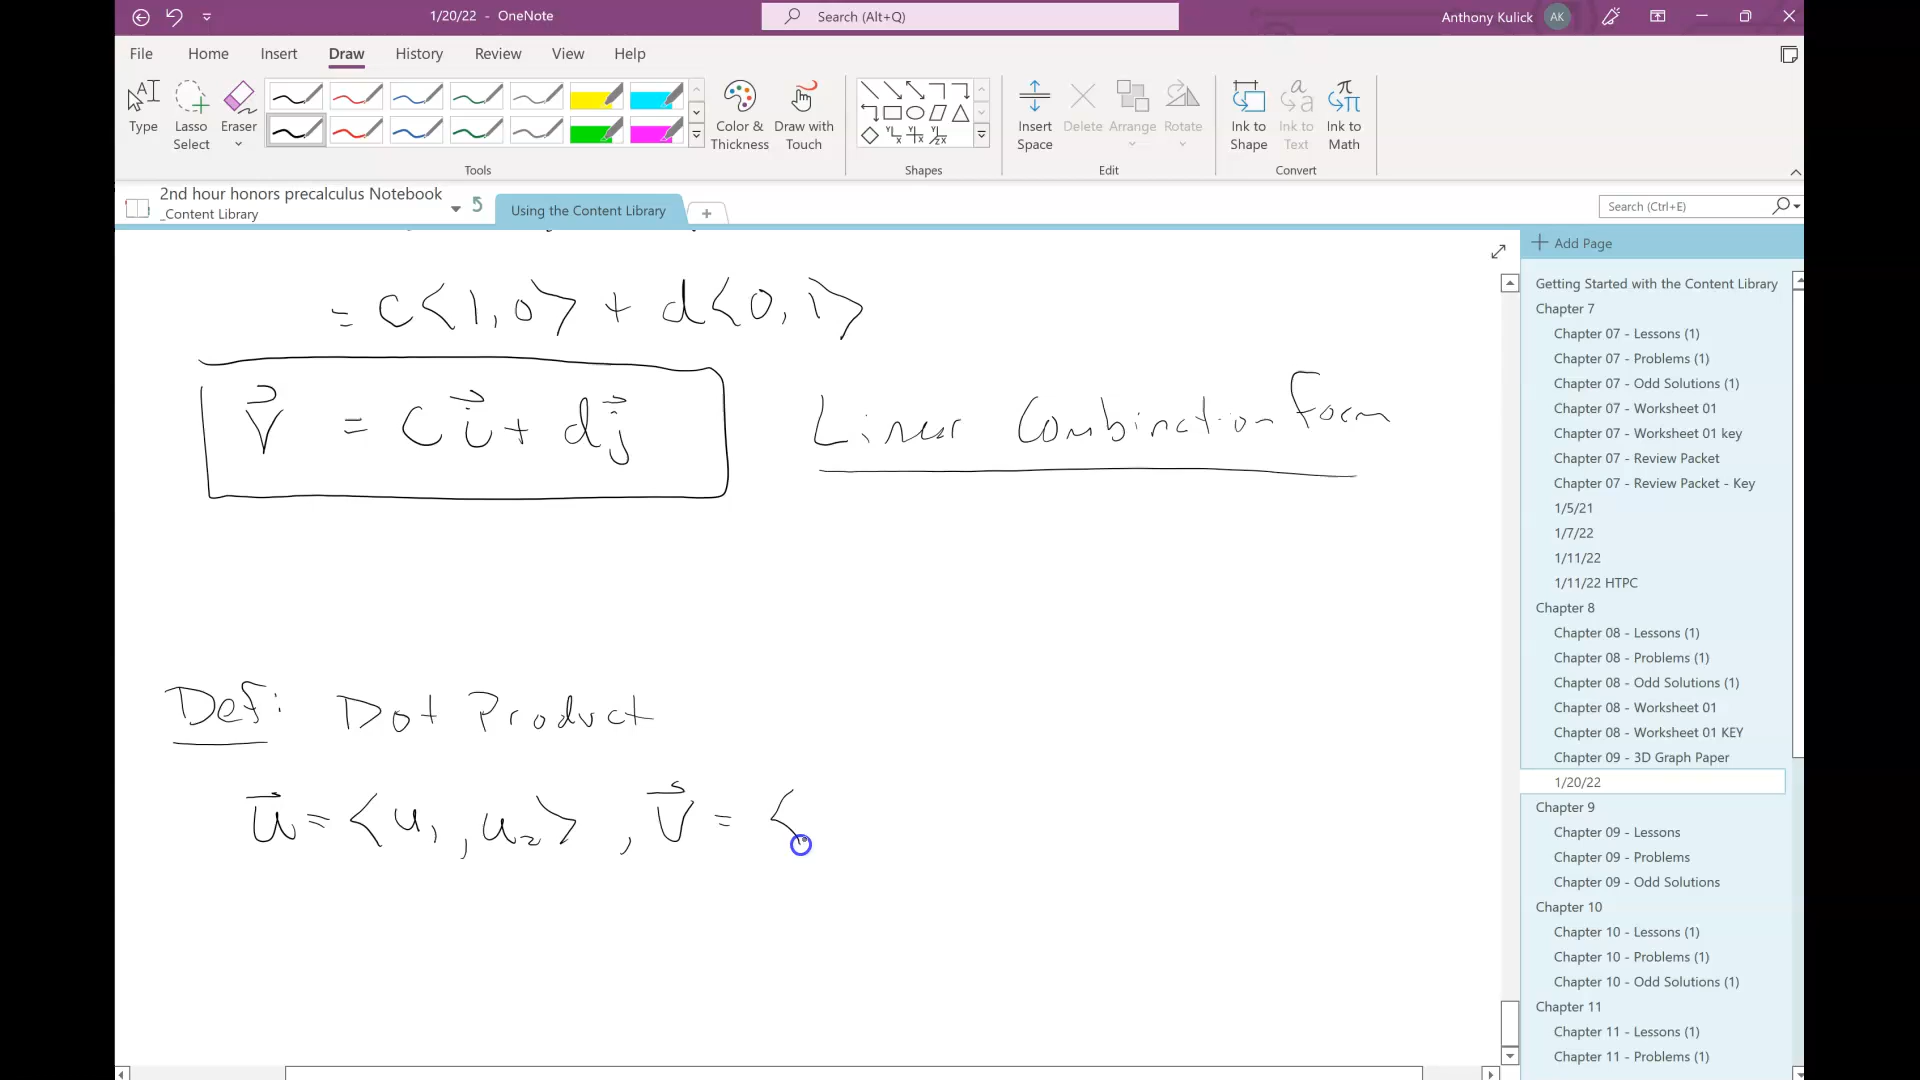 1/20/22 - OneNote
Search (Alt+Q)
Anthony Kulick
AK
File Home Insert Draw History Review View Help
Type
Lasso Select
Eraser
Color & Thickness
Draw with Touch
Insert Space
Delete
Arrange
Rotate
Ink to Shape
Ink to Text
Ink to Math
Tools
Shapes
Edit
Convert
2nd hour honors precalculus Notebook
_Content Library
Using the Content Library
Search (Ctrl+E)
= c<1,0> + d<0,1>
v⃗ = c i⃗ + d j⃗
Linear Combination Form
Def: Dot Product
u⃗ = <u₁, u₂>, v⃗ = <
Add Page
Getting Started with the Content Library
Chapter 7
Chapter 07 - Lessons (1)
Chapter 07 - Problems (1)
Chapter 07 - Odd Solutions (1)
Chapter 07 - Worksheet 01
Chapter 07 - Worksheet 01 key
Chapter 07 - Review Packet
Chapter 07 - Review Packet - Key
1/5/21
1/7/22
1/11/22
1/11/22 HTPC
Chapter 8
Chapter 08 - Lessons (1)
Chapter 08 - Problems (1)
Chapter 08 - Odd Solutions (1)
Chapter 08 - Worksheet 01
Chapter 08 - Worksheet 01 KEY
Chapter 09 - 3D Graph Paper
1/20/22
Chapter 9
Chapter 09 - Lessons
Chapter 09 - Problems
Chapter 09 - Odd Solutions
Chapter 10
Chapter 10 - Lessons (1)
Chapter 10 - Problems (1)
Chapter 10 - Odd Solutions (1)
Chapter 11
Chapter 11 - Lessons (1)
Chapter 11 - Problems (1)